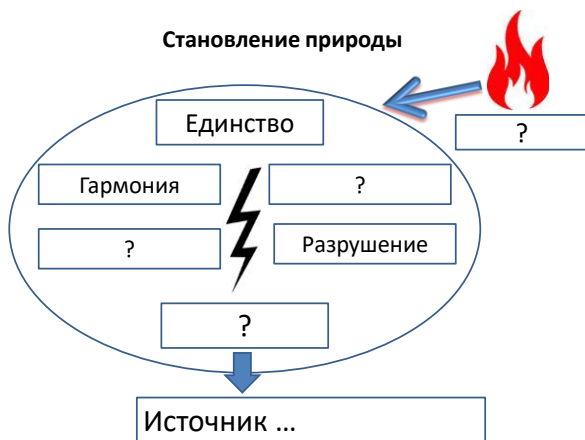 Становление природы
Единство
?
Гармония
?
?
Разрушение
?
Источник ...